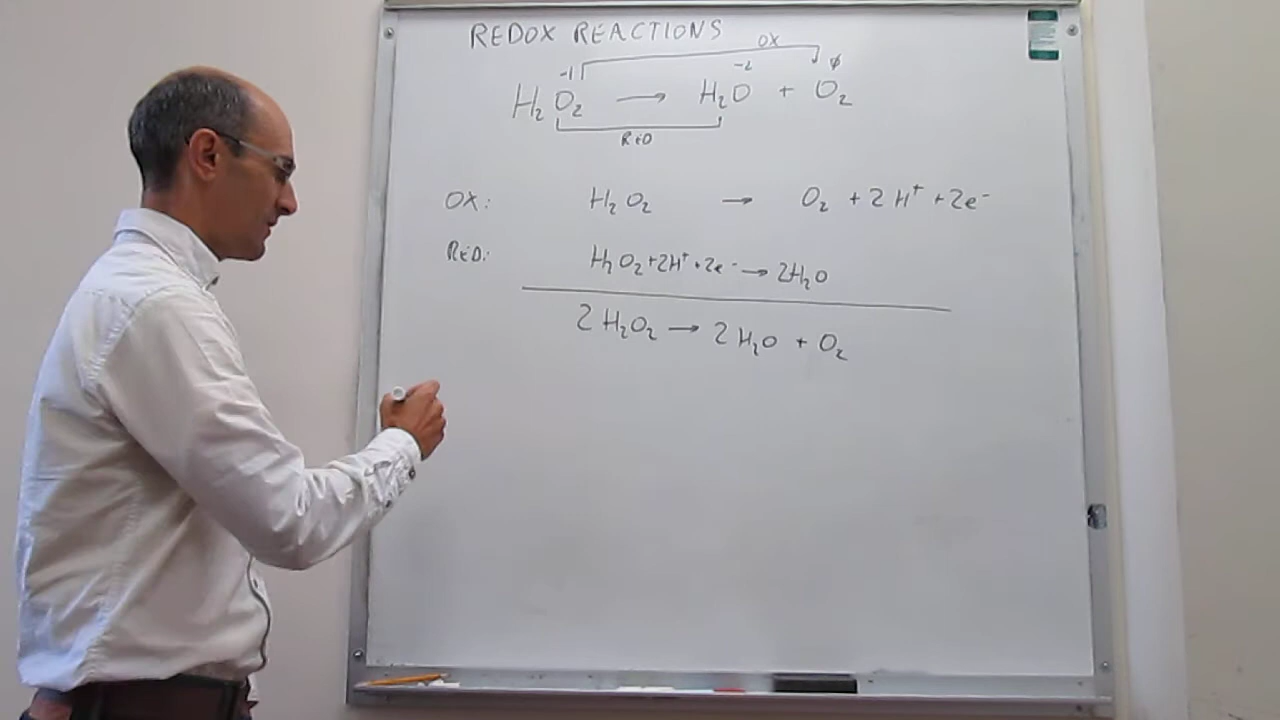 REDOX REACTIONS
OX
-1 -2 ϕ
H₂O₂ → H₂O + O₂
RED
OX: H₂O₂ → O₂ + 2H⁺ + 2e⁻
RED: H₂O₂ + 2H⁺ + 2e⁻ → 2H₂O
2H₂O₂ → 2H₂O + O₂